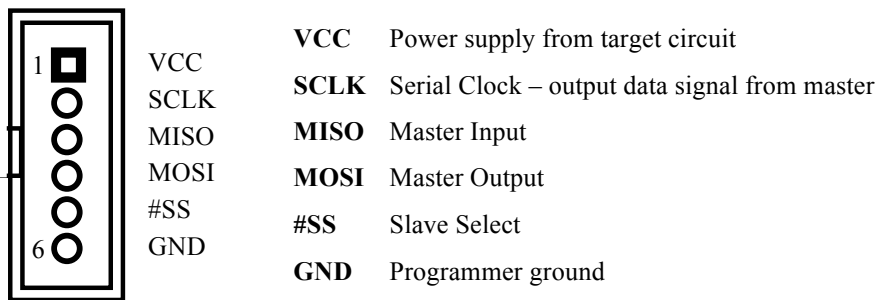 1 VCC
SCLK
MISO
MOSI
#SS
6 GND
VCC Power supply from target circuit
SCLK Serial Clock – output data signal from master
MISO Master Input
MOSI Master Output
#SS Slave Select
GND Programmer ground